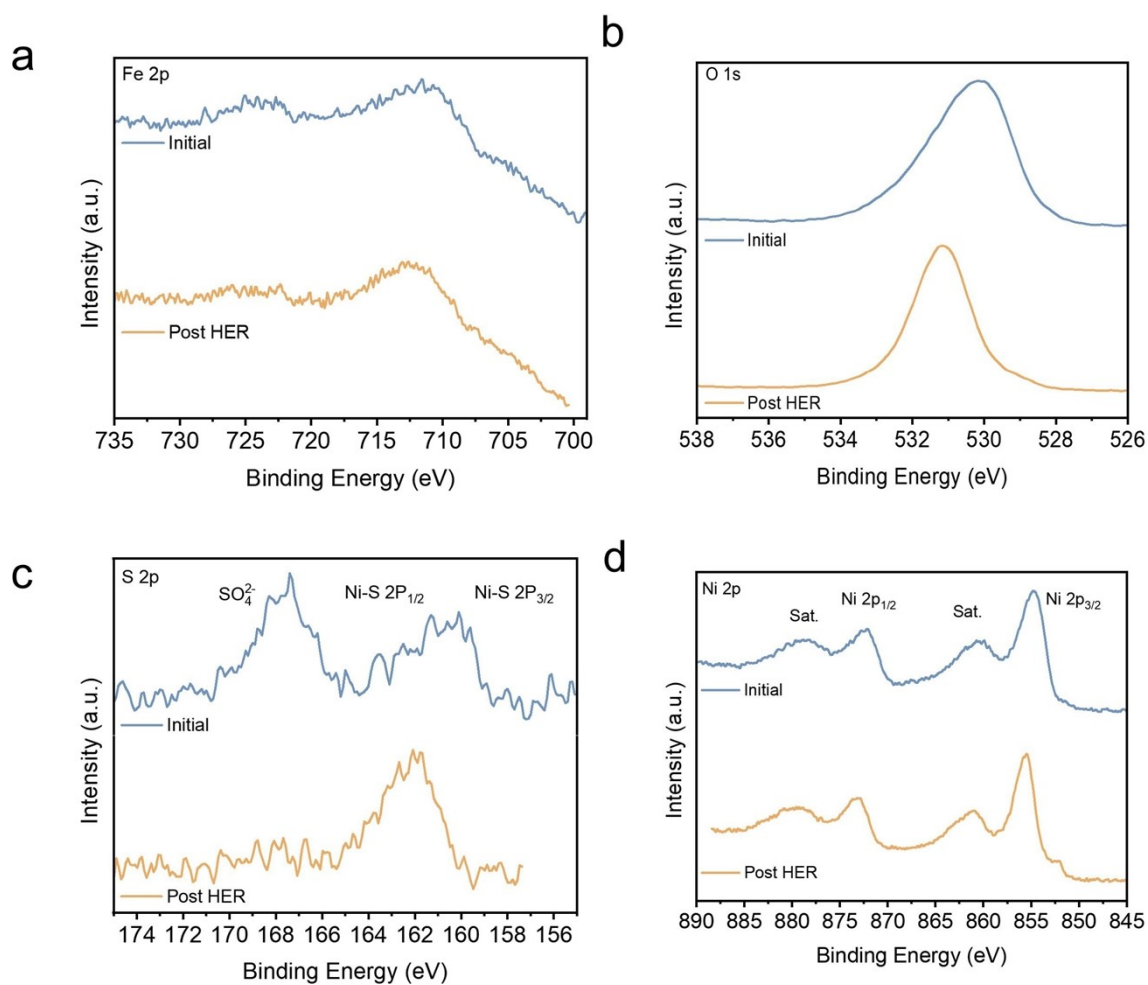 a
Fe 2p
Initial
Post HER
Intensity (a.u.)
735 730 725 720 715 710 705 700
Binding Energy (eV)
b
O 1s
Initial
Post HER
Intensity (a.u.)
538 536 534 532 530 528 526
Binding Energy (eV)
c
S 2p
SO₄²⁻
Ni-S 2P₁/₂
Ni-S 2P₃/₂
Initial
Post HER
Intensity (a.u.)
174 172 170 168 166 164 162 160 158 156
Binding Energy (eV)
d
Ni 2p
Sat.
Ni 2p₁/₂
Sat.
Ni 2p₃/₂
Initial
Post HER
Intensity (a.u.)
890 885 880 875 870 865 860 855 850 845
Binding Energy (eV)